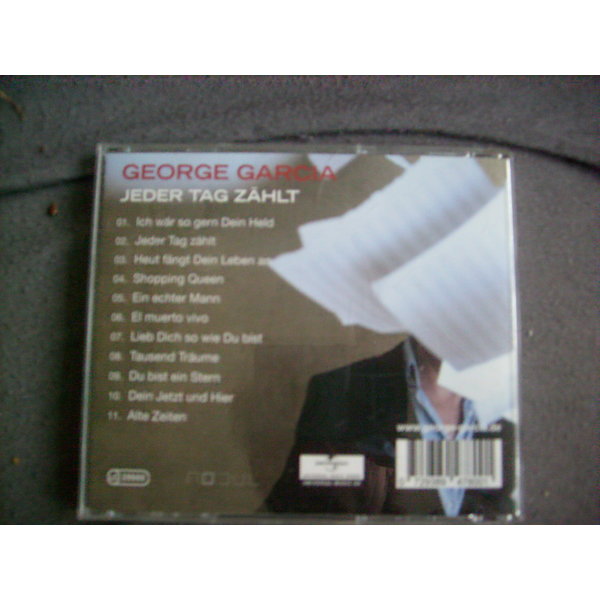 GEORGE GARCIA
JEDER TAG ZÄHLT
01. Ich wär so gern Dein Held
02. Jeder Tag zählt
03. Heut fängt Dein Leben an
04. Shopping Queen
05. Ein echter Mann
06. El muerto vivo
07. Lieb Dich so wie Du bist
08. Tausend Träume
09. Du bist ein Stern
10. Dein Jetzt und Hier
11. Alte Zeiten